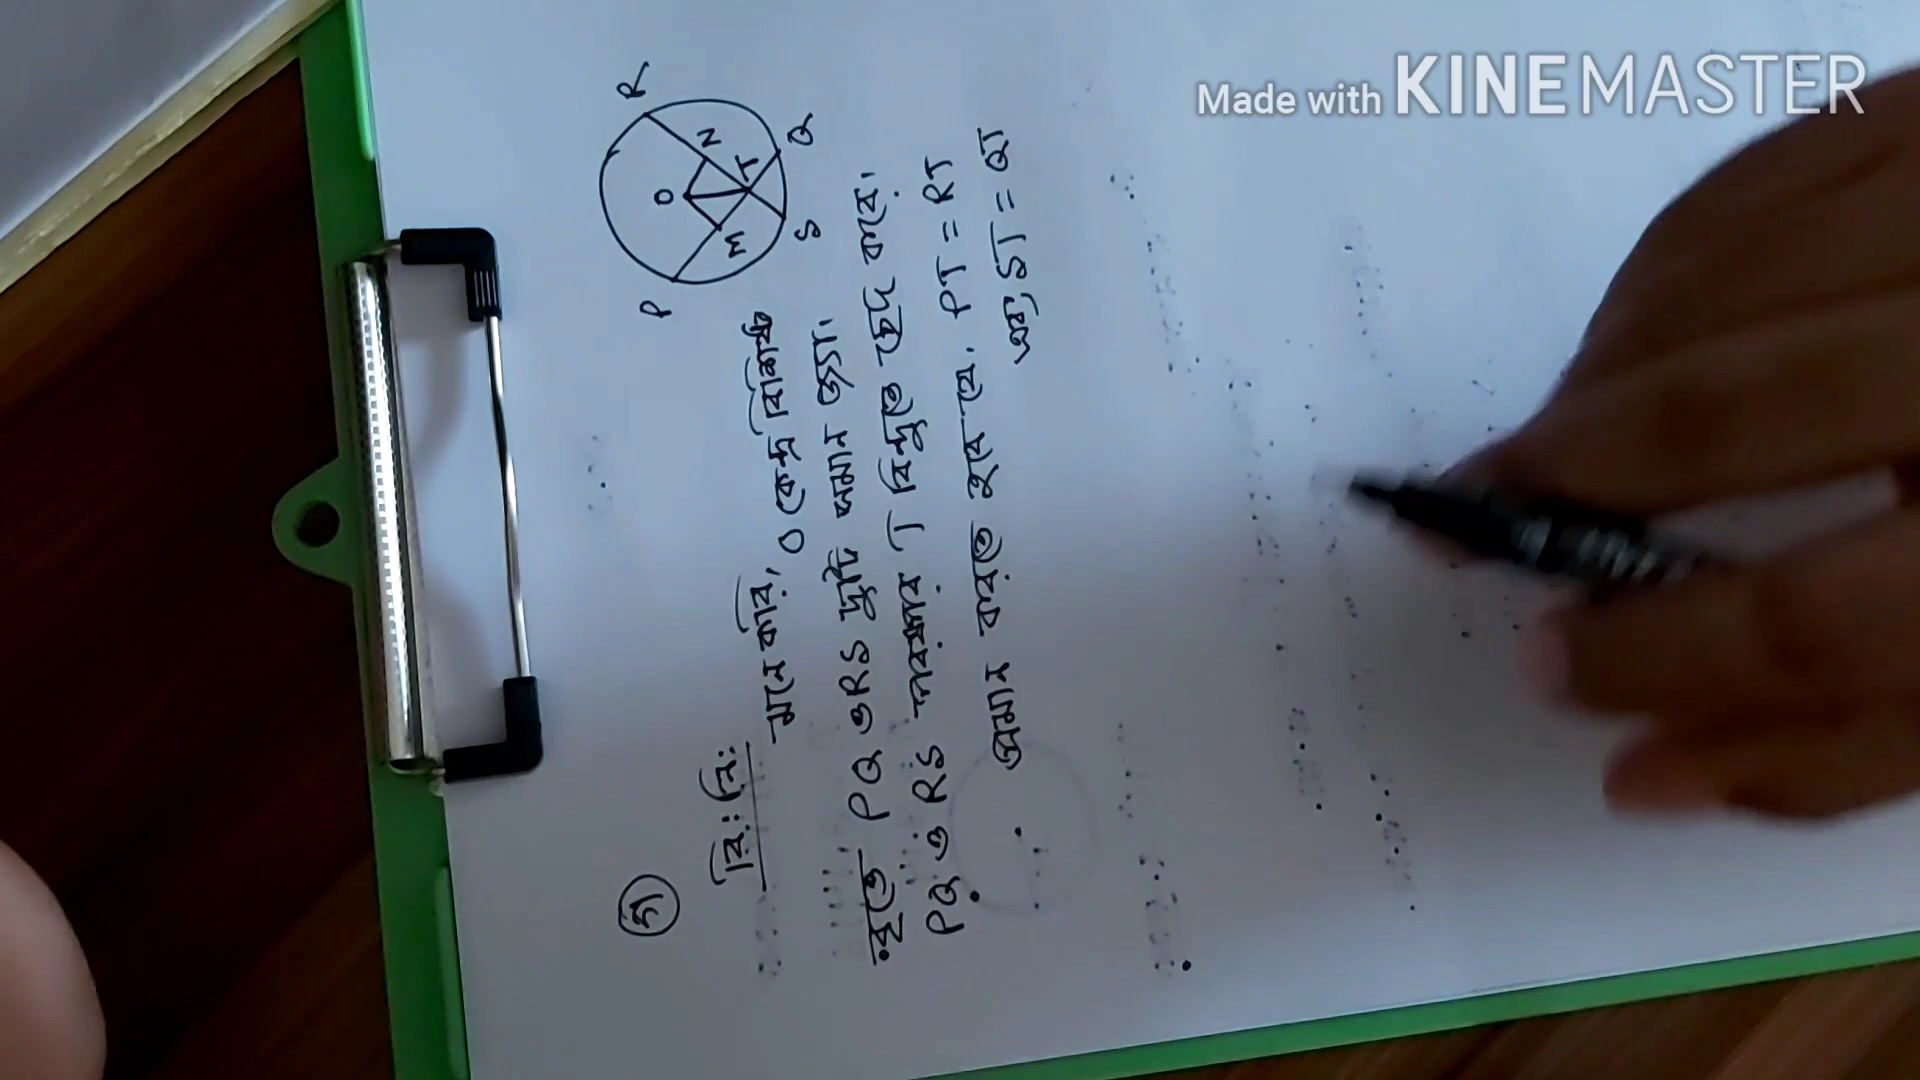 Made with KINEMASTER
গ
R
P
O
N
M
T
Q
S
বি: নি:
মনে করি, O কেন্দ্র বিশিষ্ট
বৃত্তে PQ ও RS দুটি সমান জ্যা.
PQ ও RS পরস্পর T বিন্দুতে ছেদ করে.
প্রমাণ করতে হবে যে, PT = RT
এবং ST = QT